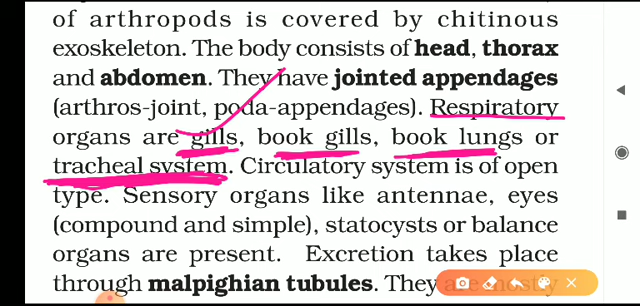 of arthropods is covered by chitinous
exoskeleton. The body consists of head, thorax
and abdomen. They have jointed appendages
(arthros-joint, poda-appendages). Respiratory
organs are gills, book gills, book lungs or
tracheal system. Circulatory system is of open
type. Sensory organs like antennae, eyes
(compound and simple), statocysts or balance
organs are present. Excretion takes place
through malpighian tubules. They are mostly